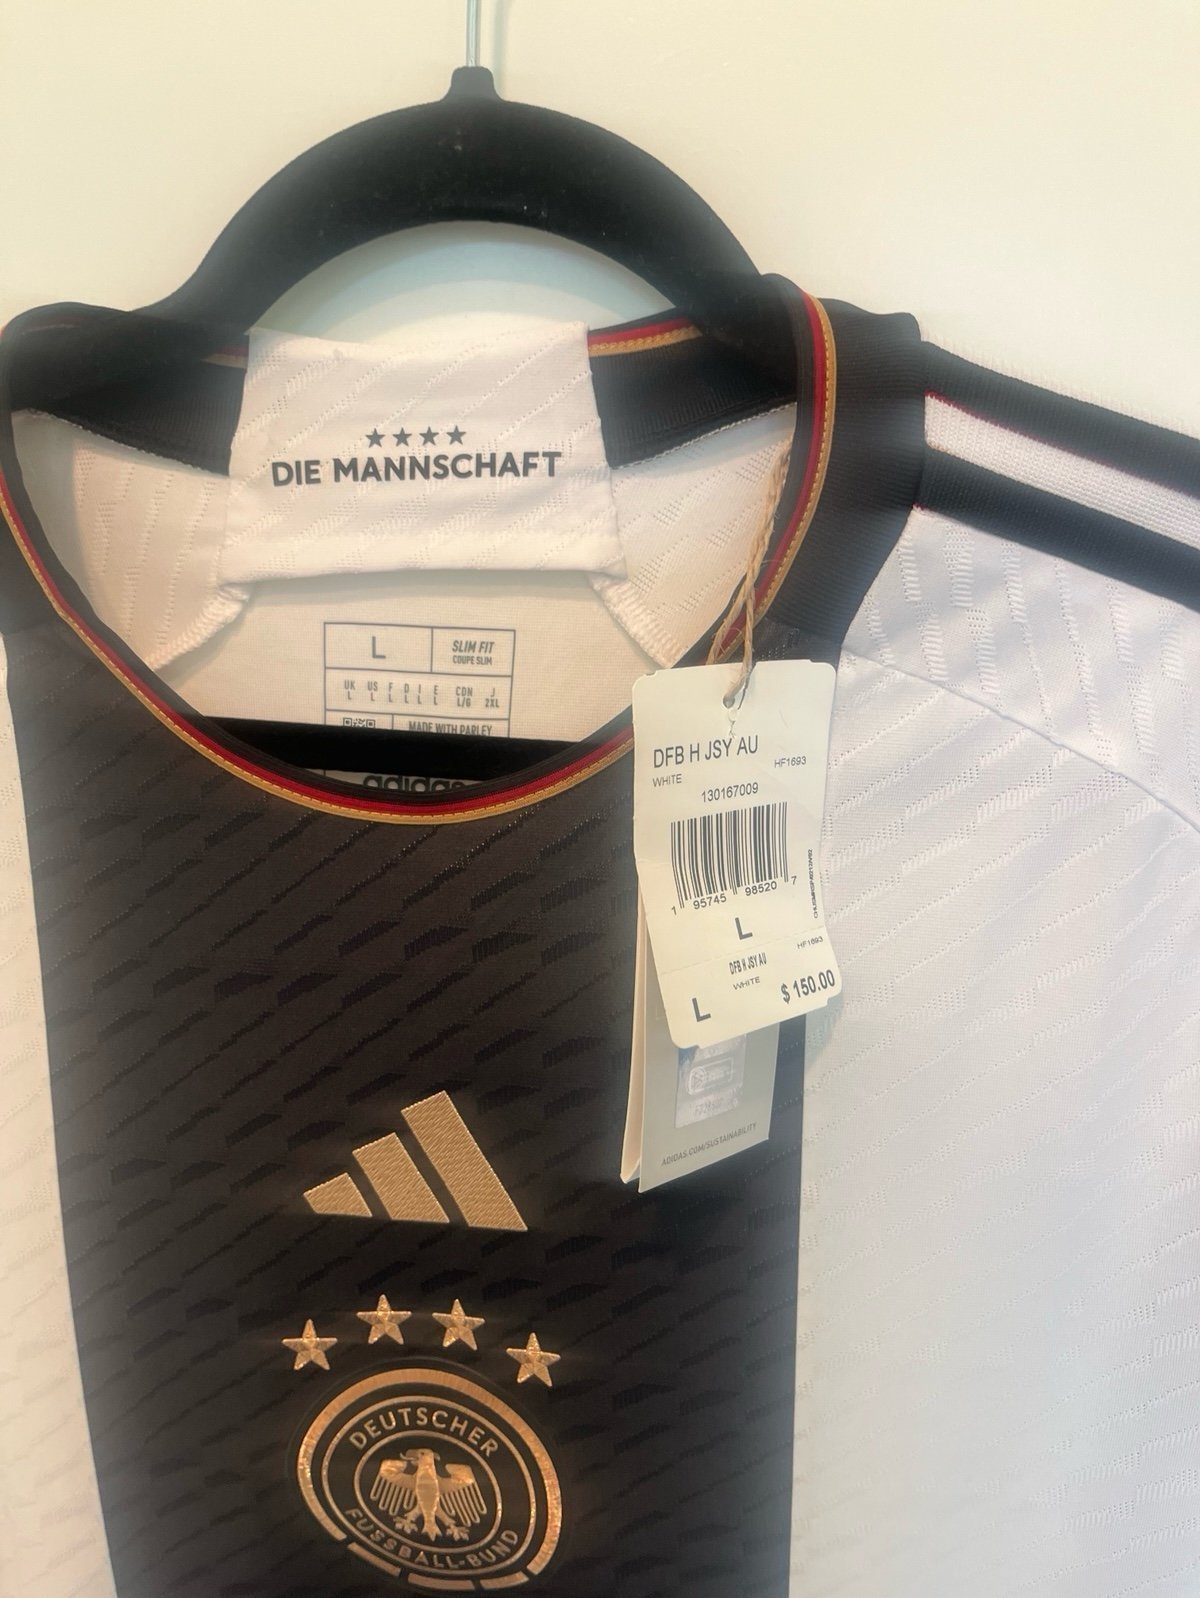 DIE MANNSCHAFT
L
SLIM FIT
COUPE SLIM
UK US F D I E CDN J
L L L L L L L/G 2XL
MADE WITH PARLEY
adidas
DFB H JSY AU
WHITE
HF1693
130167009
1 95745 98520 7
L
HF1693
DFB H JSY AU
WHITE
L
$ 150.00
ADIDAS.COM/SUSTAINABILITY
DEUTSCHER
FUSSBALL-BUND